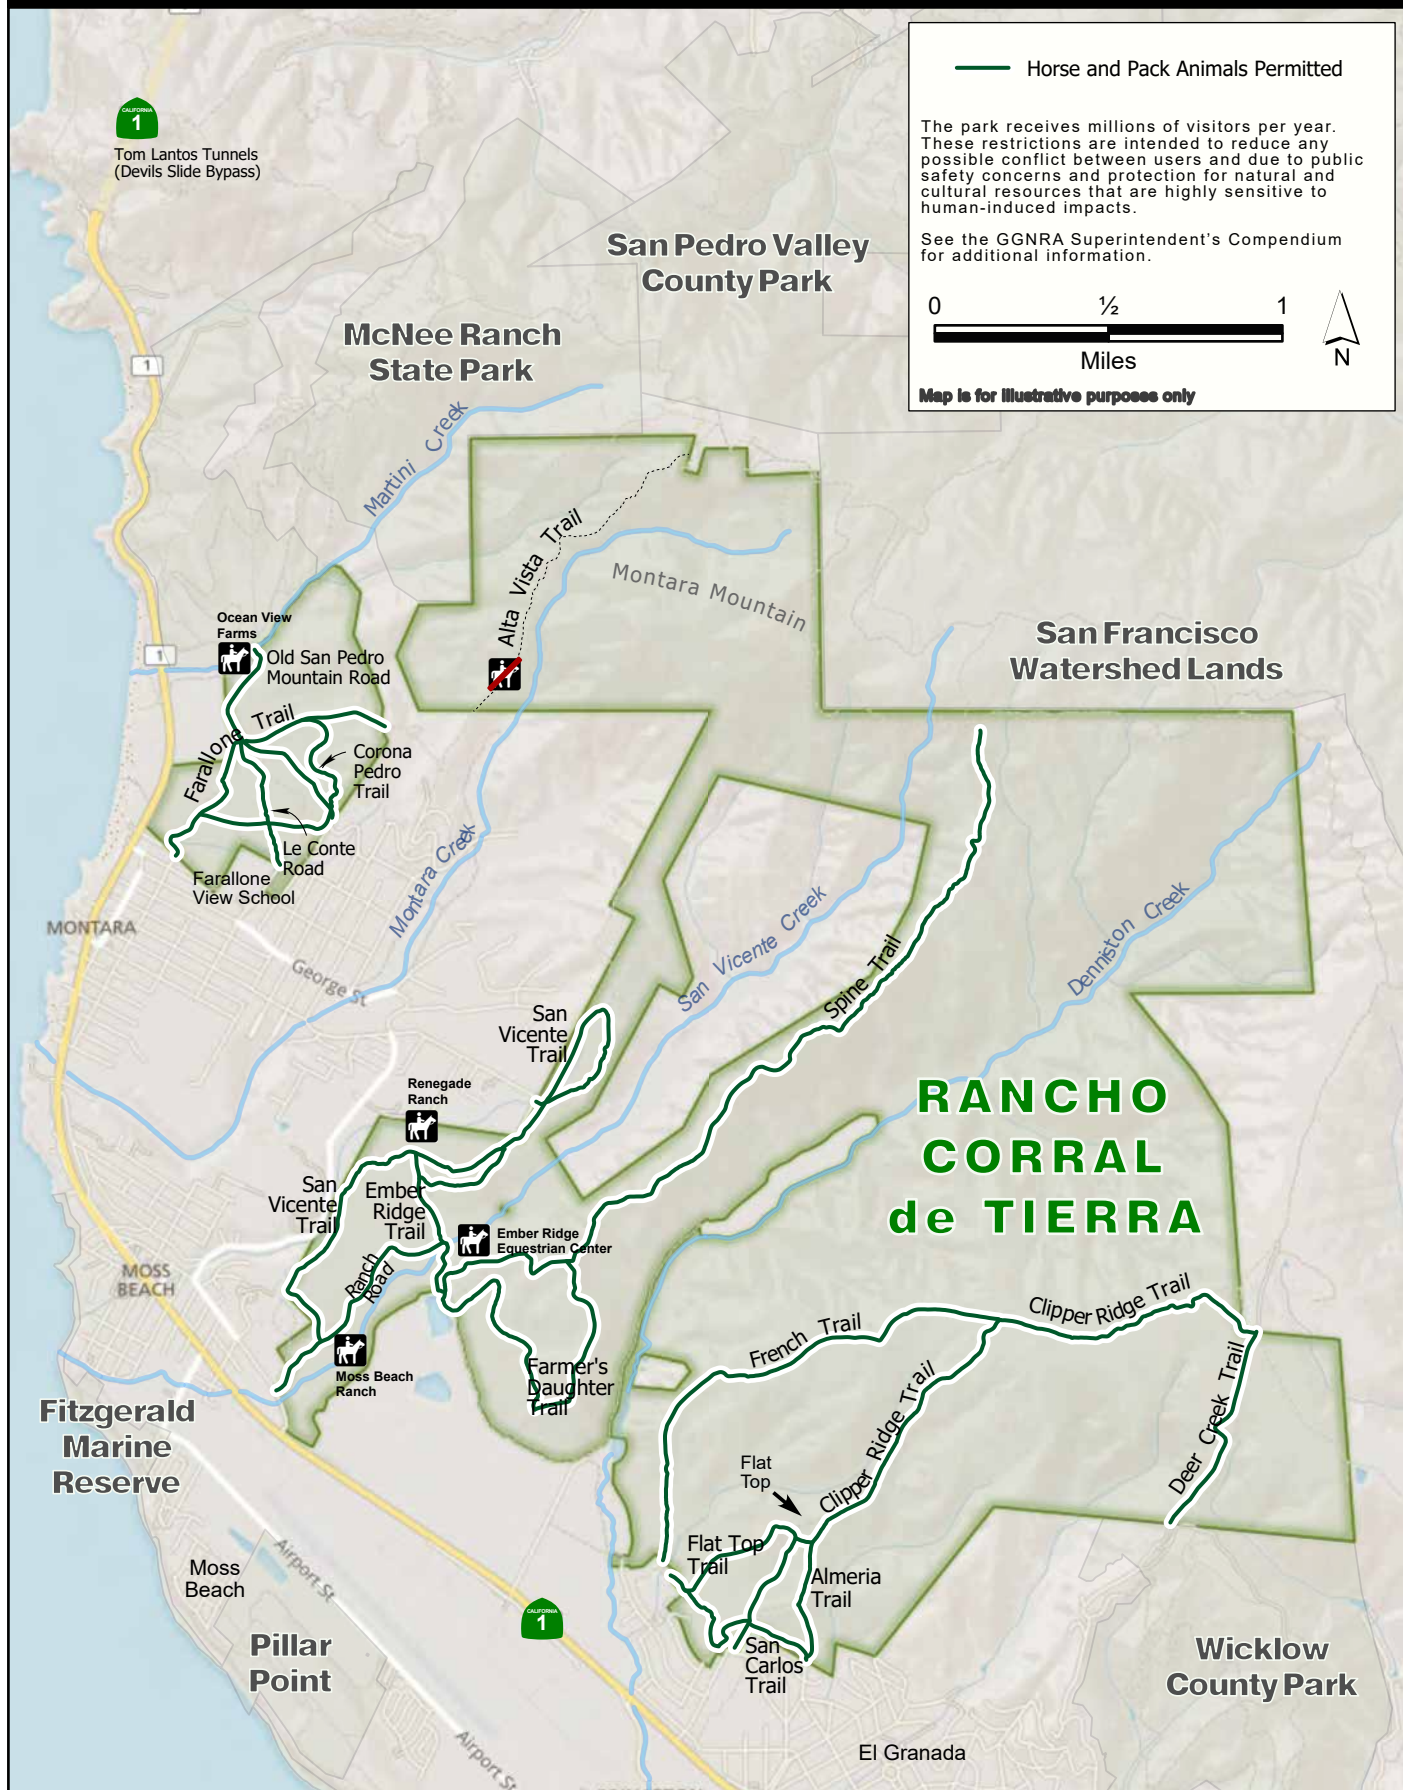 Horse and Pack Animals Permitted
The park receives millions of visitors per year.
These restrictions are intended to reduce any
possible conflict between users and due to public
safety concerns and protection for natural and
cultural resources that are highly sensitive to
human-induced impacts.
See the GGNRA Superintendent's Compendium
for additional information.
0 ½ 1
Miles
N
Map is for illustrative purposes only
CALIFORNIA
1
Tom Lantos Tunnels
(Devils Slide Bypass)
San Pedro Valley
County Park
McNee Ranch
State Park
1
Martini Creek
Alta Vista Trail
Montara Mountain
Ocean View
Farms
1
Old San Pedro
Mountain Road
San Francisco
Watershed Lands
Farallone Trail
Corona
Pedro
Trail
Le Conte
Road
Farallone
View School
Montara Creek
MONTARA
George St
San Vicente Creek
Spine Trail
Denniston Creek
San
Vicente
Trail
Renegade
Ranch
RANCHO
CORRAL
de TIERRA
San
Vicente
Trail
Ember
Ridge
Trail
Ember Ridge
Equestrian Center
Ranch
Road
MOSS
BEACH
Clipper Ridge Trail
French Trail
Moss Beach
Ranch
Farmer's
Daughter
Trail
Deer Creek Trail
Clipper Ridge Trail
Fitzgerald
Marine
Reserve
Flat
Top
Flat Top
Trail
Almeria
Trail
Moss
Beach
Airport St
CALIFORNIA
1
Pillar
Point
San
Carlos
Trail
Wicklow
County Park
Airport St
El Granada